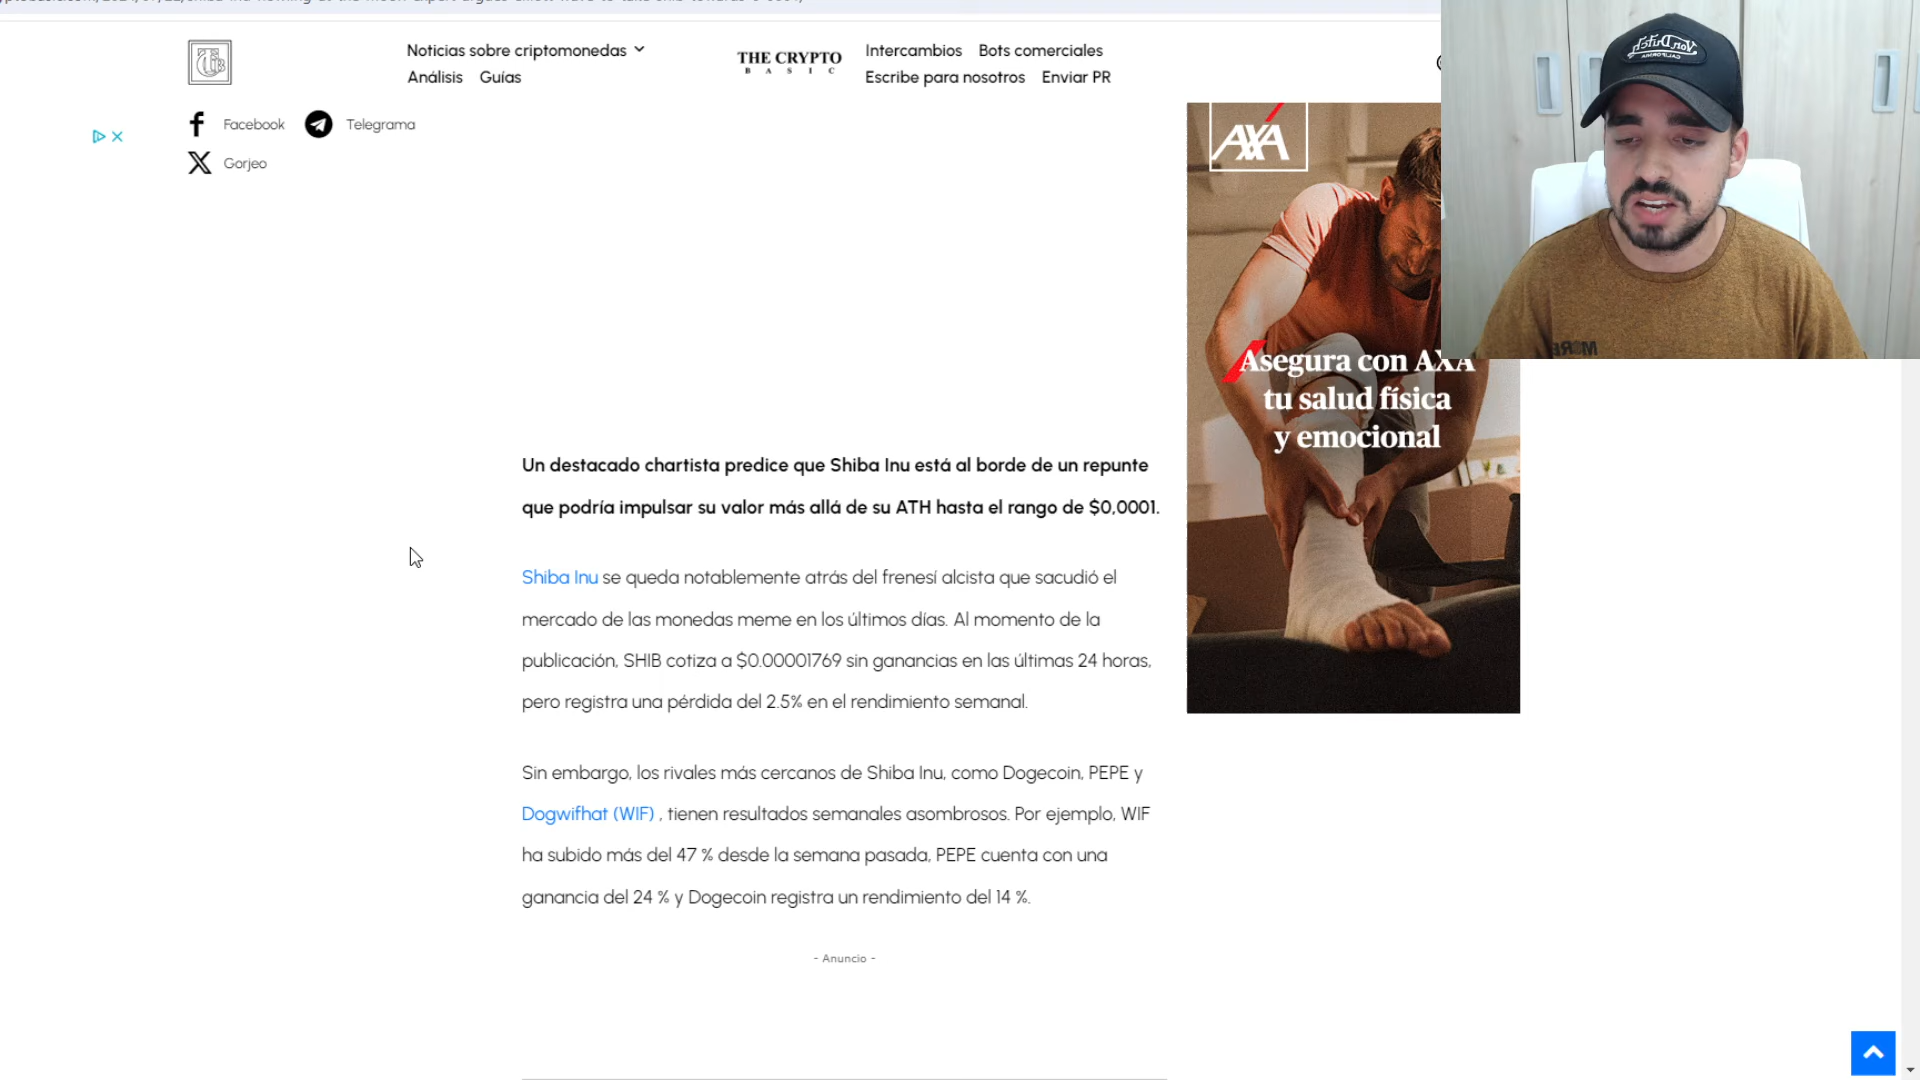 Noticias sobre criptomonedas
Análisis Guías
THE CRYPTO
BASIC
Intercambios Bots comerciales
Escribe para nosotros Enviar PR
Facebook Telegrama
Gorjeo
AXA
Asegura con AXA
tu salud física
y emocional
Von Dutch
CALIFORNIA
MORE
Un destacado chartista predice que Shiba Inu está al borde de un repunte
que podría impulsar su valor más allá de su ATH hasta el rango de $0,0001.
Shiba Inu se queda notablemente atrás del frenesí alcista que sacudió el
mercado de las monedas meme en los últimos días. Al momento de la
publicación, SHIB cotiza a $0.00001769 sin ganancias en las últimas 24 horas,
pero registra una pérdida del 2.5% en el rendimiento semanal.
Sin embargo, los rivales más cercanos de Shiba Inu, como Dogecoin, PEPE y
Dogwifhat (WIF) , tienen resultados semanales asombrosos. Por ejemplo, WIF
ha subido más del 47 % desde la semana pasada, PEPE cuenta con una
ganancia del 24 % y Dogecoin registra un rendimiento del 14 %.
- Anuncio -